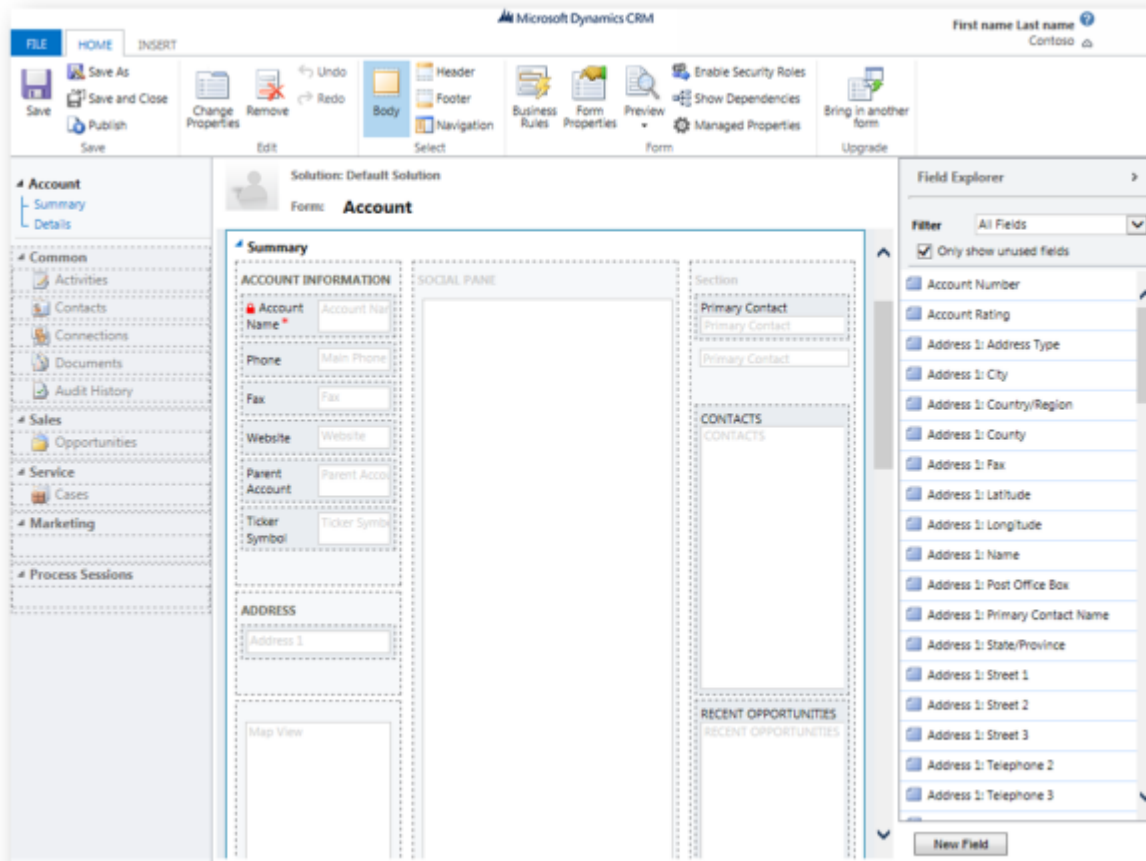 Microsoft Dynamics CRM
First name Last name
Contoso
FILE HOME INSERT
Save
Save As
Save and Close
Publish
Save
Change Properties
Remove
Undo
Redo
Edit
Body
Header
Footer
Navigation
Select
Business Rules
Form Properties
Preview
Enable Security Roles
Show Dependencies
Managed Properties
Form
Bring in another form
Upgrade
Account
Summary
Details
Common
Activities
Contacts
Connections
Documents
Audit History
Sales
Opportunities
Service
Cases
Marketing
Process Sessions
Solution: Default Solution
Form: Account
Summary
ACCOUNT INFORMATION
Account Name * Account Nar
Phone Main Phone
Fax Fax
Website Website
Parent Account Parent Accou
Ticker Symbol Ticker Symbo
ADDRESS
Address 1
Map View
SOCIAL PANE
Section
Primary Contact
Primary Contact
Primary Contact
CONTACTS
CONTACTS
RECENT OPPORTUNITIES
RECENT OPPORTUNITIES
Field Explorer
Filter All Fields
Only show unused fields
Account Number
Account Rating
Address 1: Address Type
Address 1: City
Address 1: Country/Region
Address 1: County
Address 1: Fax
Address 1: Latitude
Address 1: Longitude
Address 1: Name
Address 1: Post Office Box
Address 1: Primary Contact Name
Address 1: State/Province
Address 1: Street 1
Address 1: Street 2
Address 1: Street 3
Address 1: Telephone 2
Address 1: Telephone 3
New Field